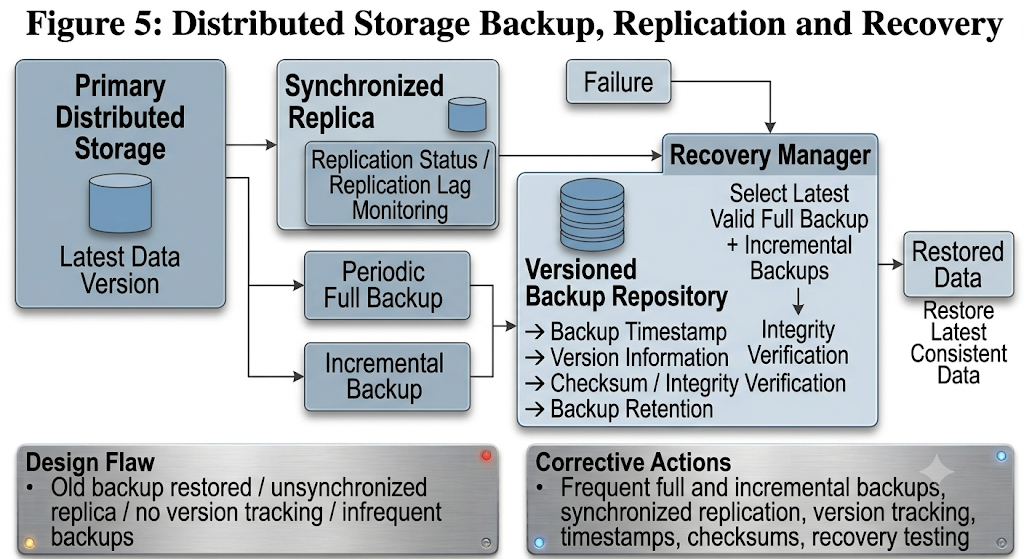 Figure 5: Distributed Storage Backup, Replication and Recovery
Primary
Distributed
Storage
Latest Data
Version
Synchronized
Replica
Replication Status /
Replication Lag
Monitoring
Periodic
Full Backup
Incremental
Backup
Failure
Recovery Manager
Select Latest
Valid Full Backup
+ Incremental
Backups
↓
Integrity
Verification
Versioned
Backup Repository
→ Backup Timestamp
→ Version Information
→ Checksum / Integrity Verification
→ Backup Retention
Restored
Data
Restore
Latest
Consistent
Data
Design Flaw
• Old backup restored / unsynchronized
replica / no version tracking / infrequent
backups
Corrective Actions
• Frequent full and incremental backups,
synchronized replication, version tracking,
timestamps, checksums, recovery testing